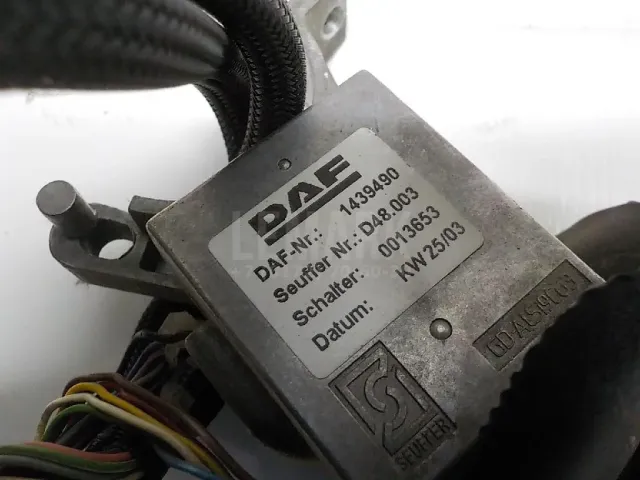 DAF
DAF-Nr.: 1439490
Seuffer Nr.: D48.003
Schalter: 0013653
Datum: KW 25/03
SEUFFER